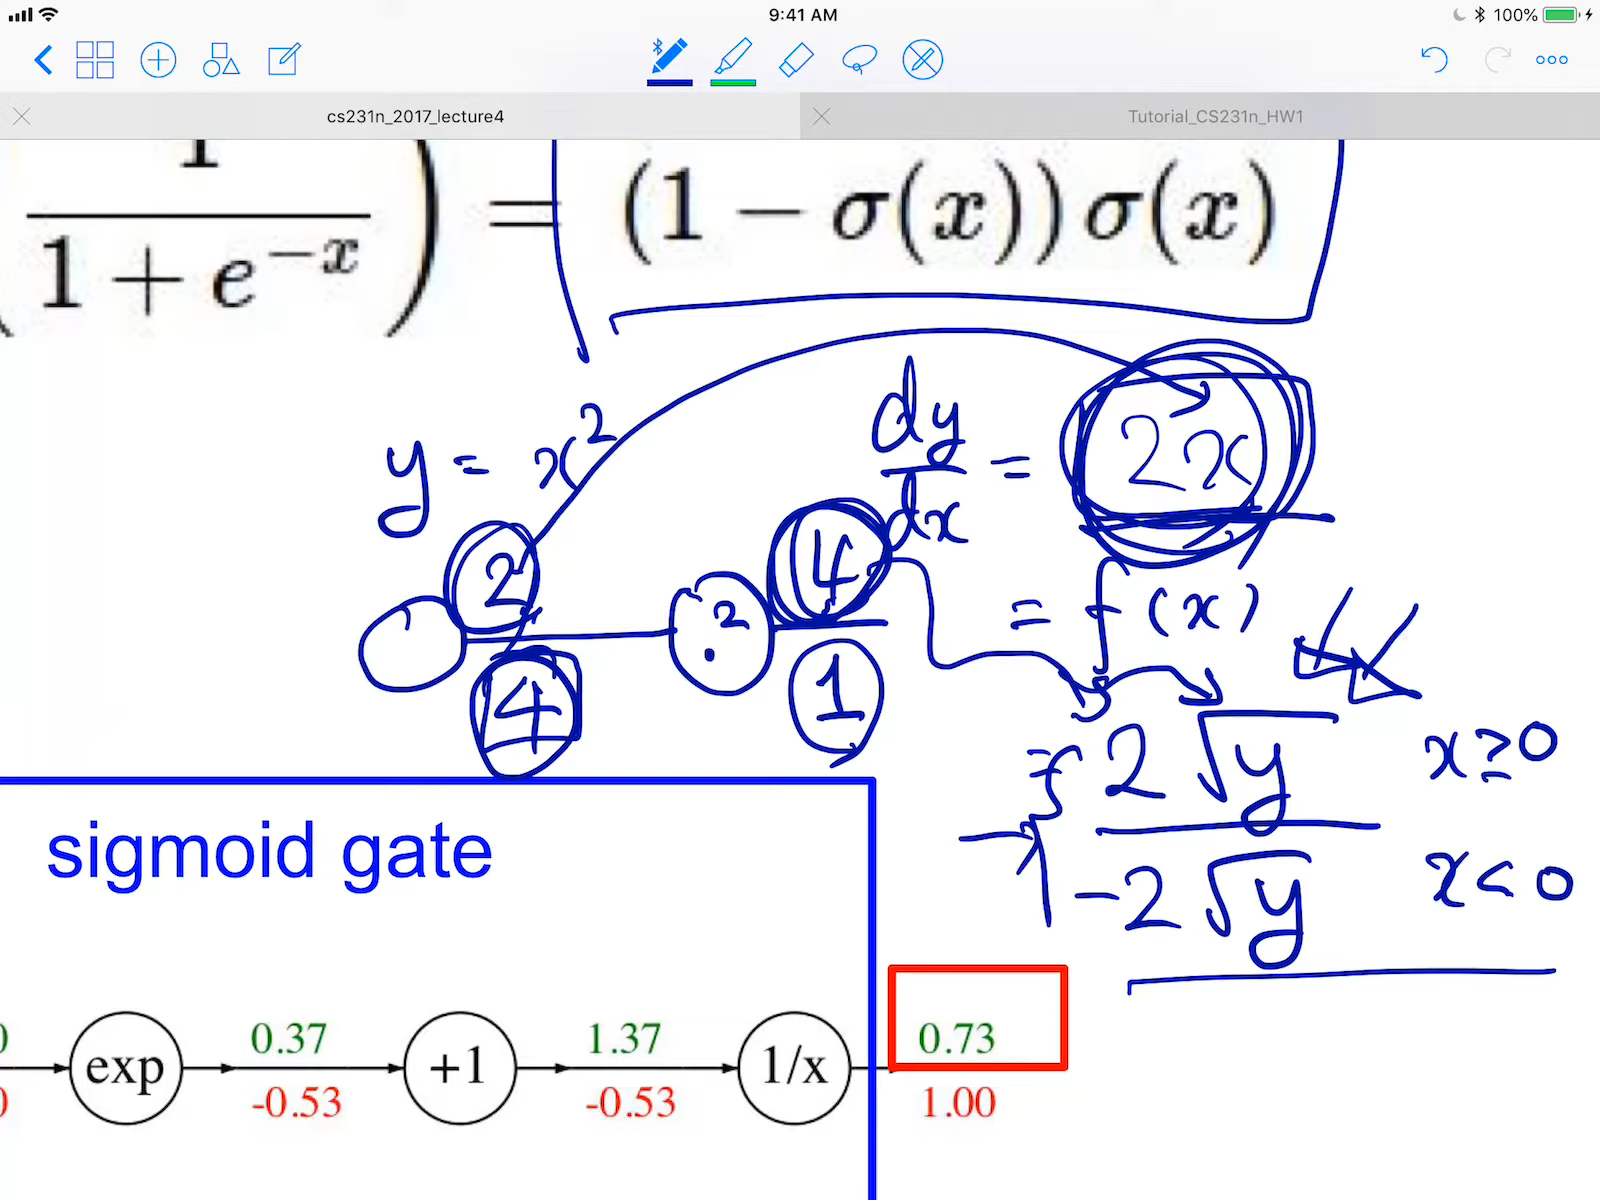 9:41 AM
100%
cs231n_2017_lecture4
Tutorial_CS231n_HW1
1
1 + e^{-x} ) = (1 − σ(x)) σ(x)
y = x²
dy/dx = 2x
2
4
.²
4
1
= f(x)
= { 2√y x ≥ 0
-2√y x < 0
sigmoid gate
exp
0.37
-0.53
+1
1.37
-0.53
1/x
0.73
1.00